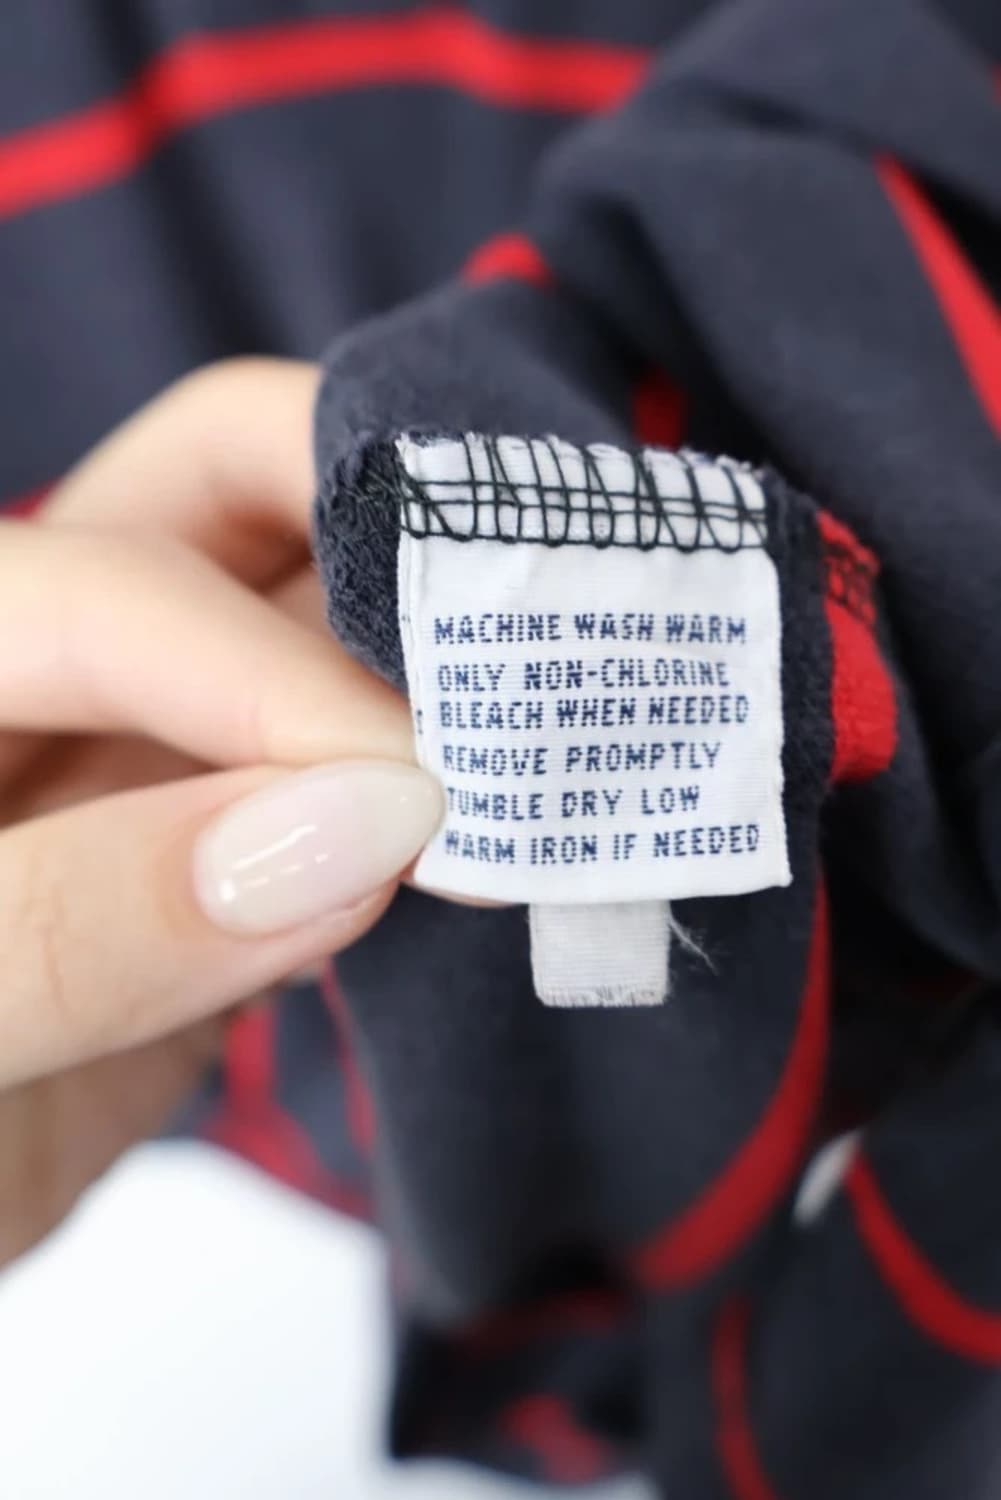 MACHINE WASH WARM
ONLY NON-CHLORINE
BLEACH WHEN NEEDED
REMOVE PROMPTLY
TUMBLE DRY LOW
WARM IRON IF NEEDED